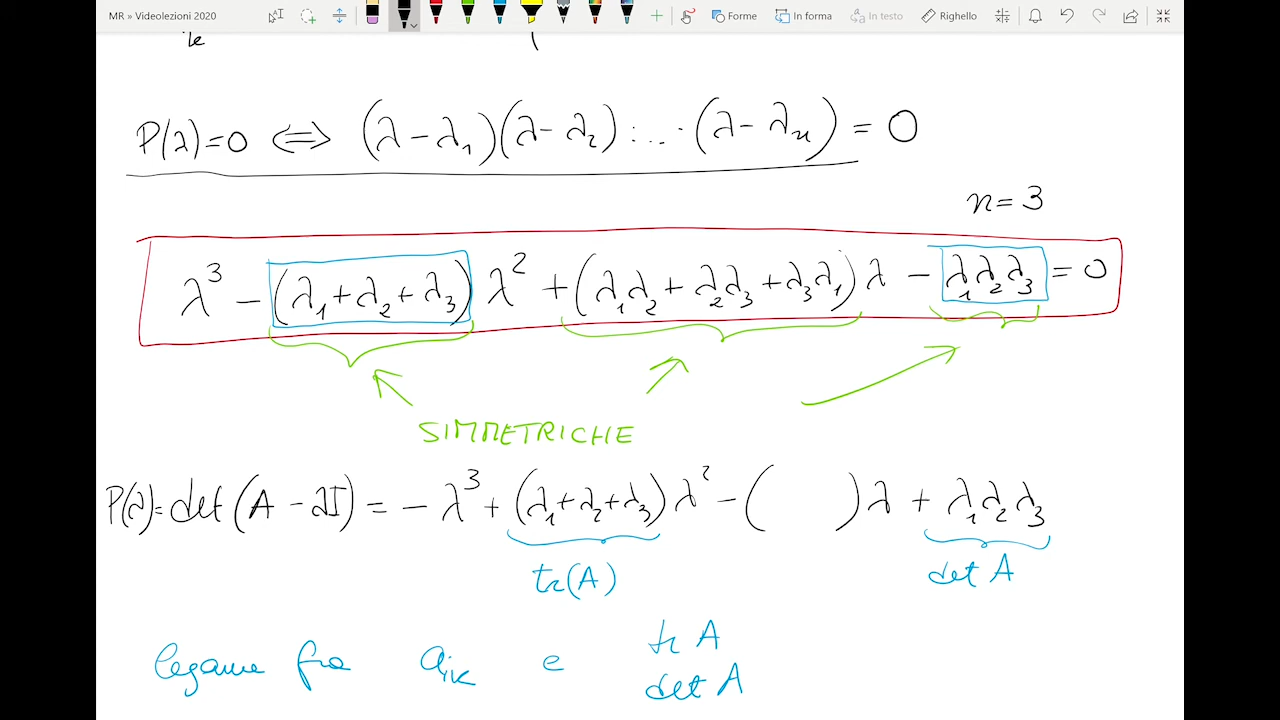 MR » Videolezioni 2020 Forme In forma In testo Righello
ik
P(λ)=0 ⇔ (λ-λ₁)(λ-λ₂):...·(λ-λₙ) = 0
n=3
λ³ - (λ₁+λ₂+λ₃) λ² + (λ₁λ₂ + λ₂λ₃ + λ₃λ₁) λ - λ₁λ₂λ₃ = 0
SIMMETRICHE
P(λ)= det (A - λI) = - λ³ + (λ₁+λ₂+λ₃) λ² - ( ) λ + λ₁λ₂λ₃
tr(A) det A
legame fra aᵢₖ e tr A
det A